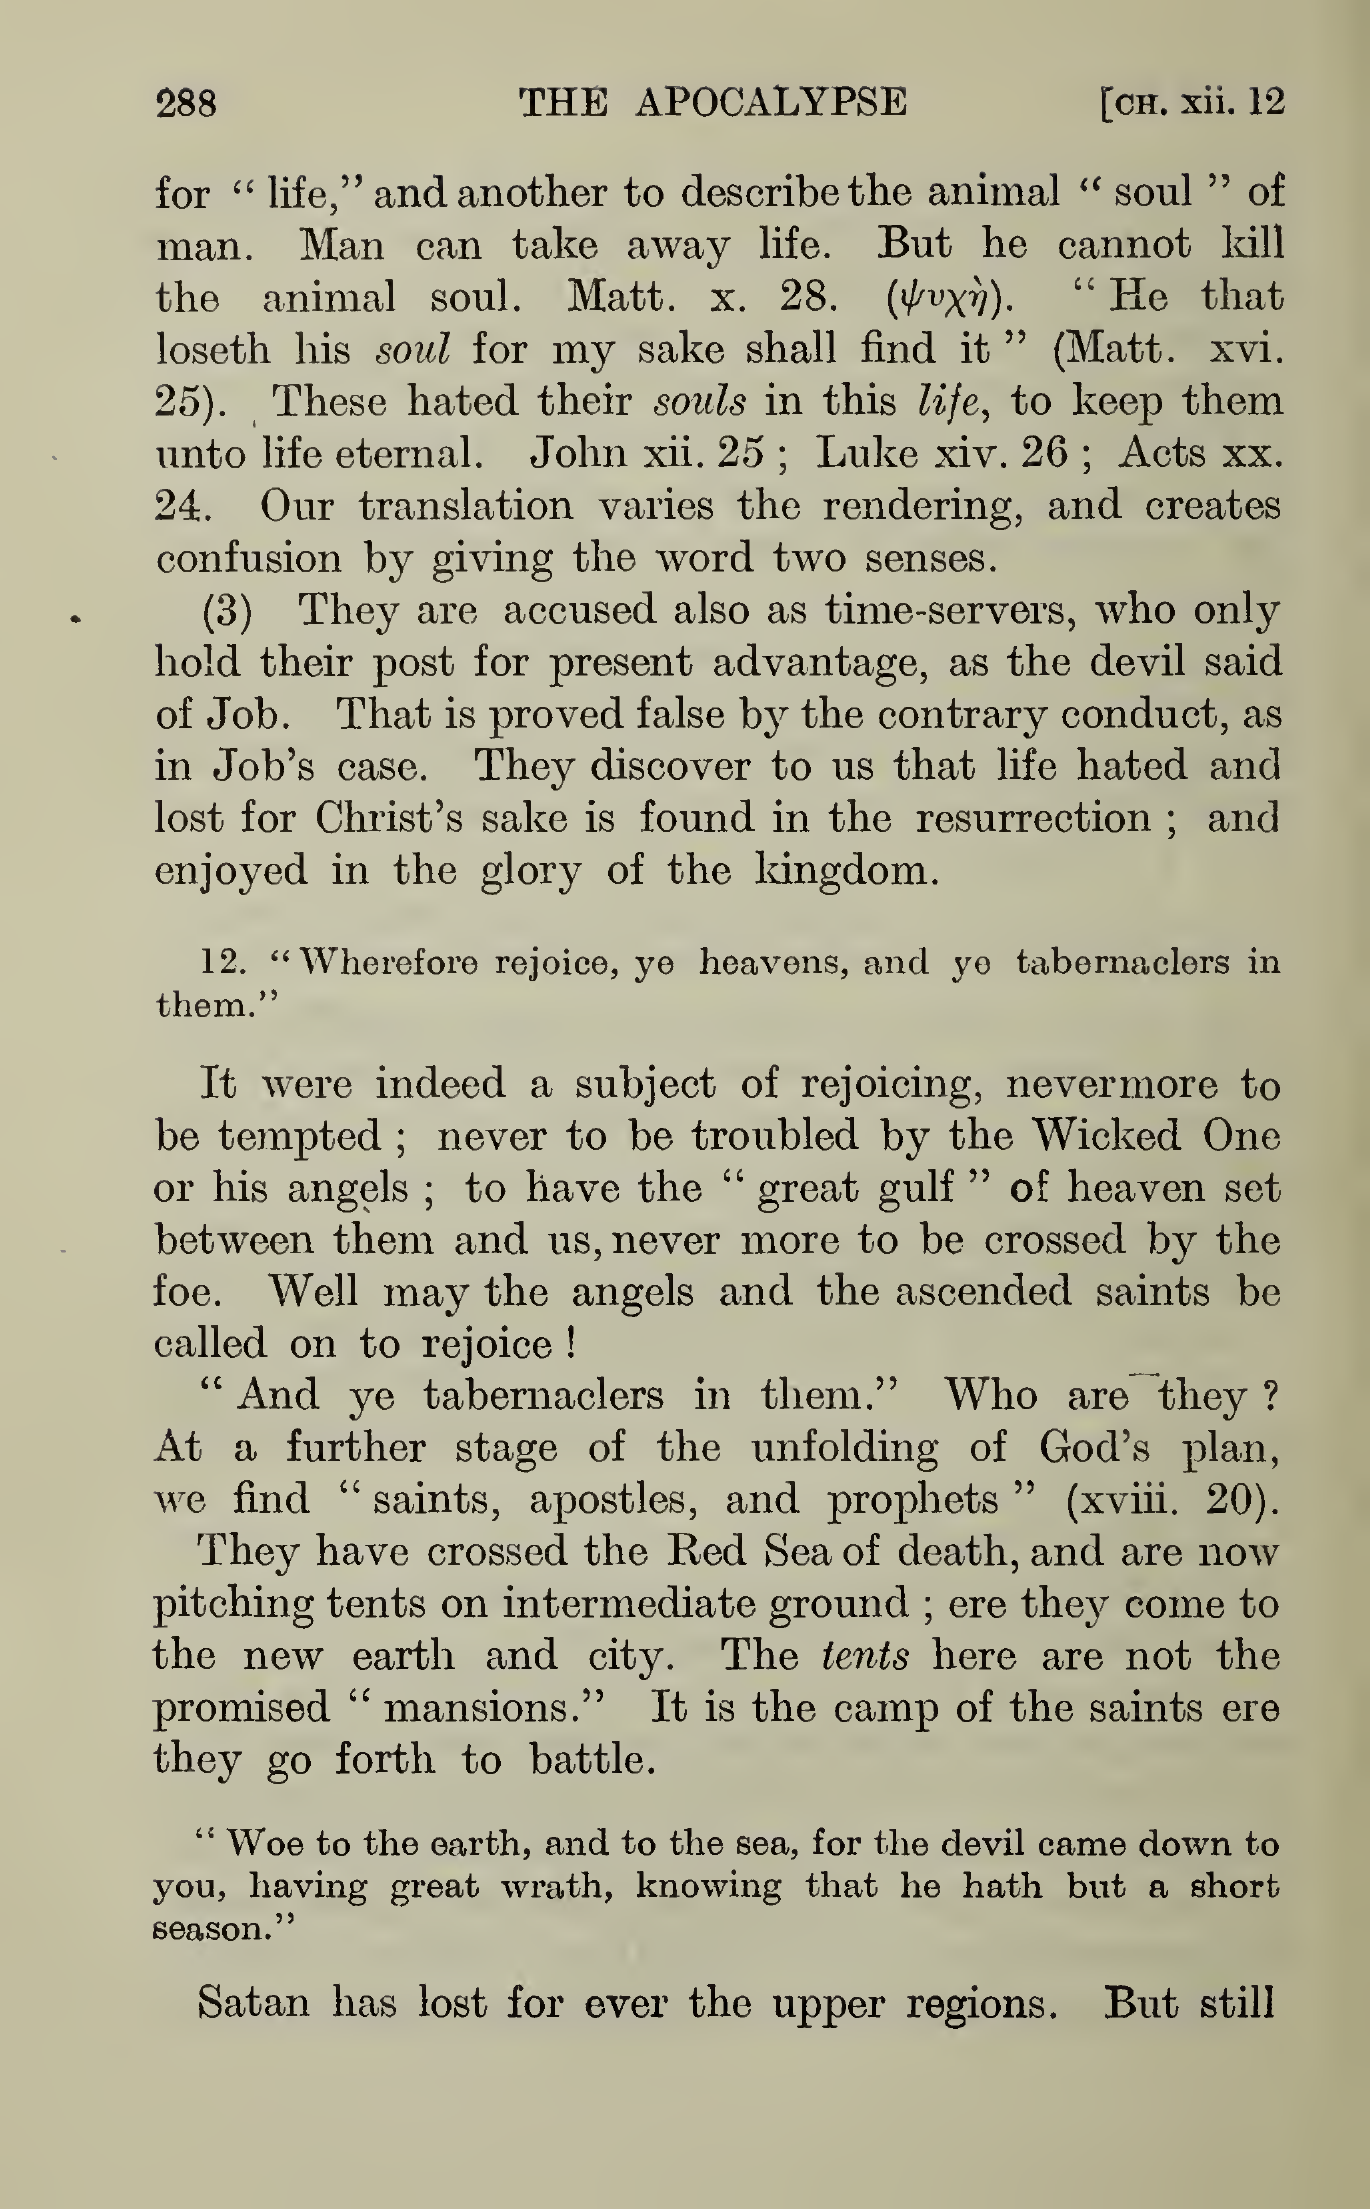 288 THE APOCALYPSE [CH. xii. 12
for “ life,” and another to describe the animal “ soul ” of
man. Man can take away life. But he cannot kill
the animal soul. Matt. x. 28. (ψυχὴ). “ He that
loseth his soul for my sake shall find it ” (Matt. xvi.
25). These hated their souls in this life, to keep them
unto life eternal. John xii. 25 ; Luke xiv. 26 ; Acts xx.
24. Our translation varies the rendering, and creates
confusion by giving the word two senses.
(3) They are accused also as time-servers, who only
hold their post for present advantage, as the devil said
of Job. That is proved false by the contrary conduct, as
in Job’s case. They discover to us that life hated and
lost for Christ’s sake is found in the resurrection ; and
enjoyed in the glory of the kingdom.
12. “ Wherefore rejoice, ye heavens, and ye tabernaclers in
them.”
It were indeed a subject of rejoicing, nevermore to
be tempted ; never to be troubled by the Wicked One
or his angels ; to have the “ great gulf ” of heaven set
between them and us, never more to be crossed by the
foe. Well may the angels and the ascended saints be
called on to rejoice !
“ And ye tabernaclers in them.” Who are they ?
At a further stage of the unfolding of God’s plan,
we find “ saints, apostles, and prophets ” (xviii. 20).
They have crossed the Red Sea of death, and are now
pitching tents on intermediate ground ; ere they come to
the new earth and city. The tents here are not the
promised “ mansions.” It is the camp of the saints ere
they go forth to battle.
“ Woe to the earth, and to the sea, for the devil came down to
you, having great wrath, knowing that he hath but a short
season.”
Satan has lost for ever the upper regions. But still